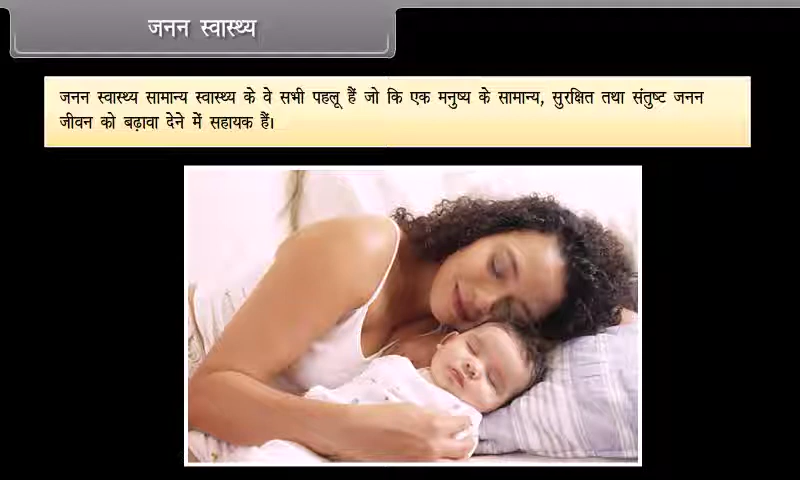 जनन स्वास्थ्य
जनन स्वास्थ्य सामान्य स्वास्थ्य के वे सभी पहलू हैं जो कि एक मनुष्य के सामान्य, सुरक्षित तथा संतुष्ट जनन
जीवन को बढ़ावा देने में सहायक हैं।